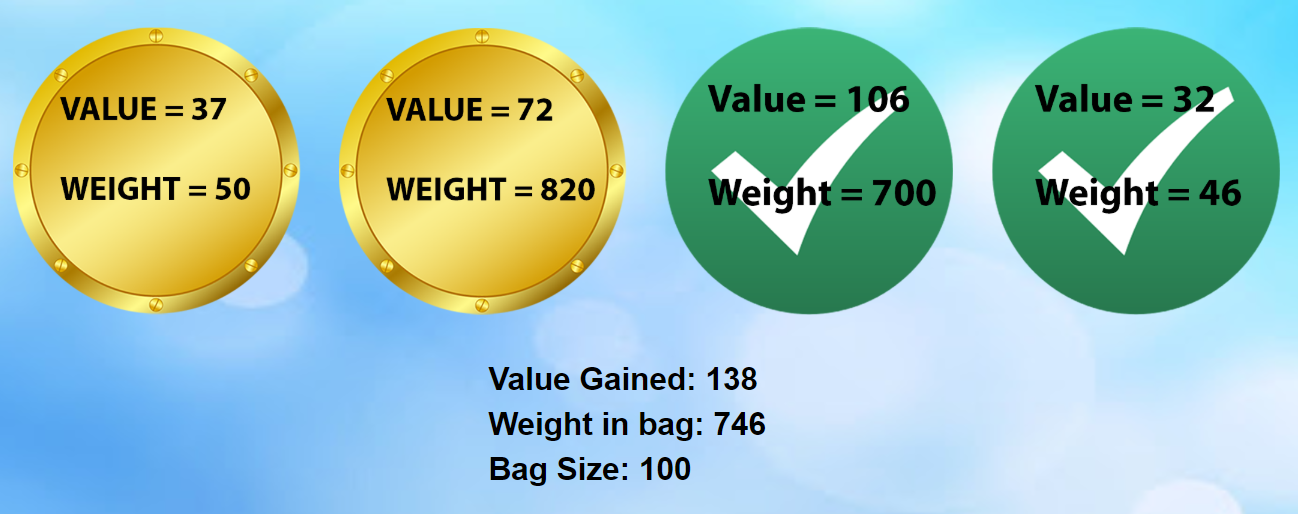 VALUE = 37
WEIGHT = 50
VALUE = 72
WEIGHT = 820
Value = 106
Weight = 700
Value = 32
Weight = 46
Value Gained: 138
Weight in bag: 746
Bag Size: 100